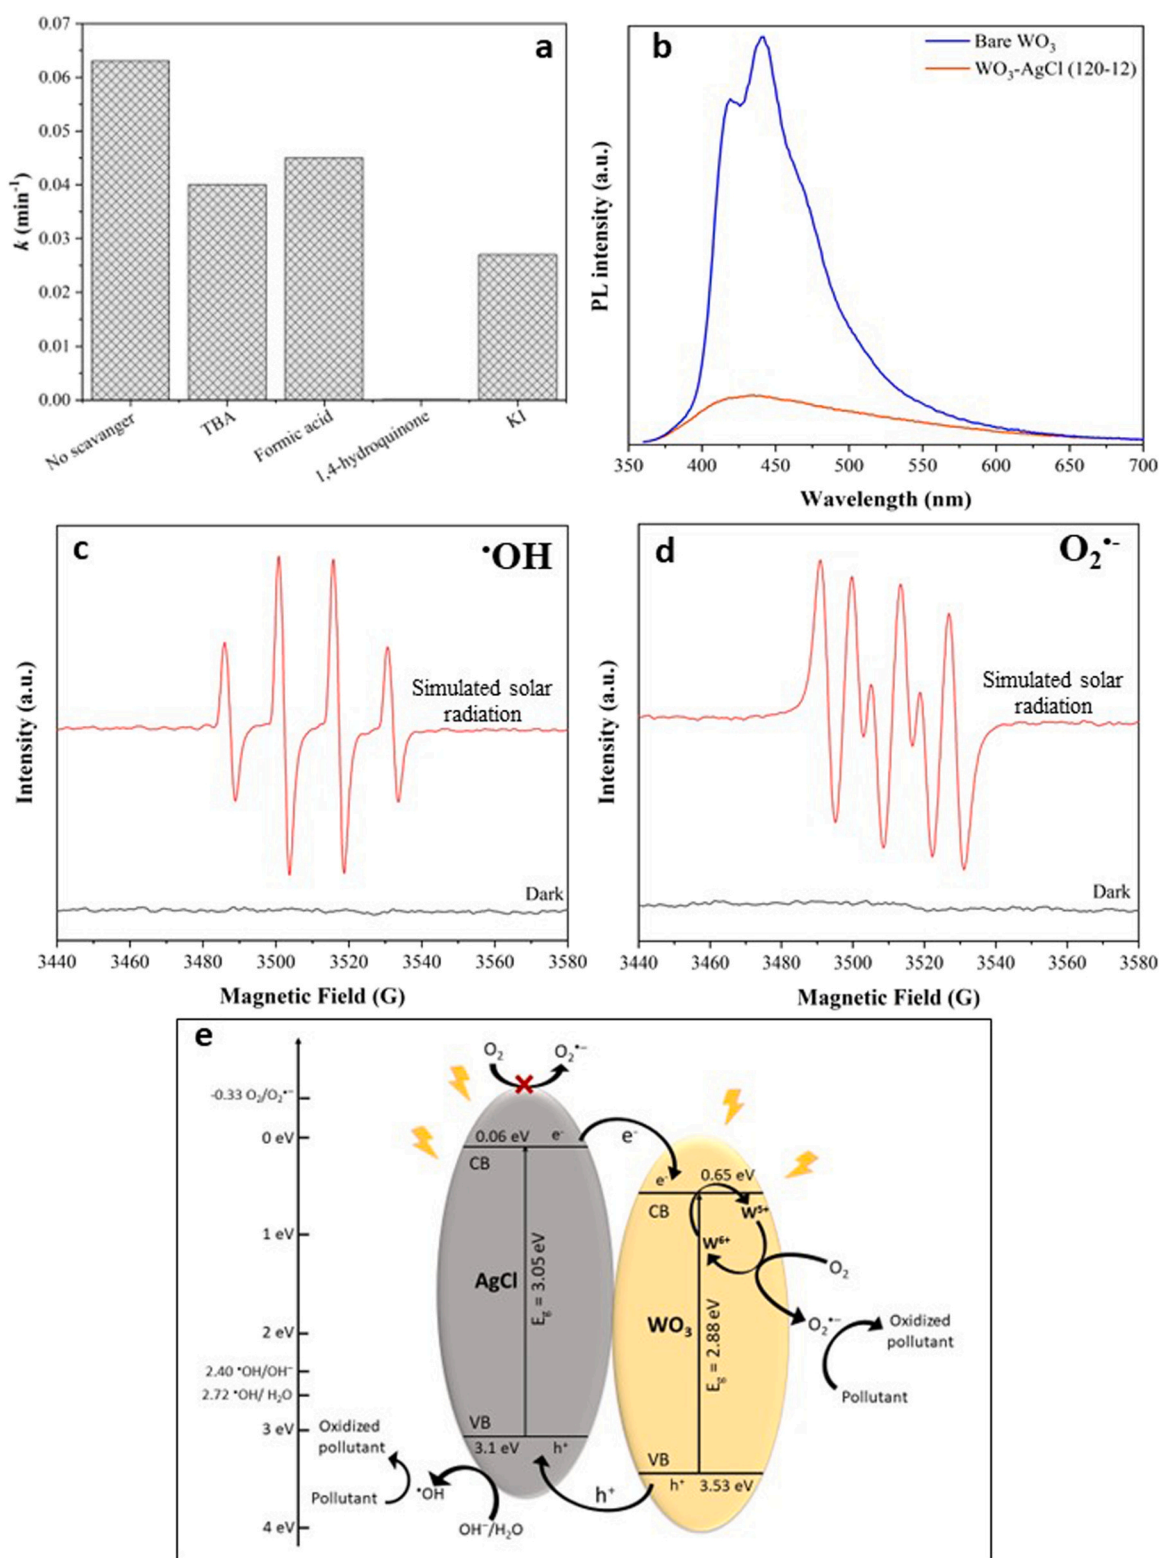 a
0.07
0.06
0.05
0.04
0.03
0.02
0.01
0.00
k (min-1)
No scavanger
TBA
Formic acid
1,4-hydroquinone
KI
b
Bare WO3
WO3-AgCl (120-12)
PL intensity (a.u.)
350 400 450 500 550 600 650 700
Wavelength (nm)
c
•OH
Simulated solar
radiation
Dark
Intensity (a.u.)
3440 3460 3480 3500 3520 3540 3560 3580
Magnetic Field (G)
d
O2•-
Simulated solar
radiation
Dark
Intensity (a.u.)
3440 3460 3480 3500 3520 3540 3560 3580
Magnetic Field (G)
e
-0.33 O2/O2•−
0 eV
1 eV
2 eV
2.40 •OH/OH−
2.72 •OH/ H2O
3 eV
4 eV
O2
O2•−
0.06 eV e-
CB
AgCl
Eg = 3.05 eV
VB
3.1 eV h+
e-
e- 0.65 eV
CB
W5+
W6+
WO3
Eg = 2.88 eV
VB
h+ 3.53 eV
h+
O2
O2•−
Oxidized
pollutant
Pollutant
Oxidized
pollutant
Pollutant
•OH
OH−/H2O